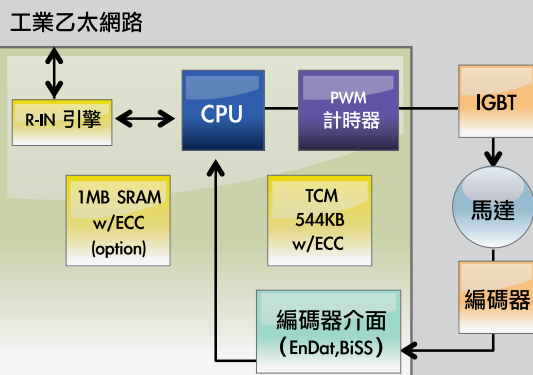 工業乙太網路
R-IN 引擎
CPU
PWM
計時器
IGBT
1MB SRAM
w/ECC
(option)
TCM
544KB
w/ECC
馬達
編碼器
編碼器介面
(EnDat,BiSS)